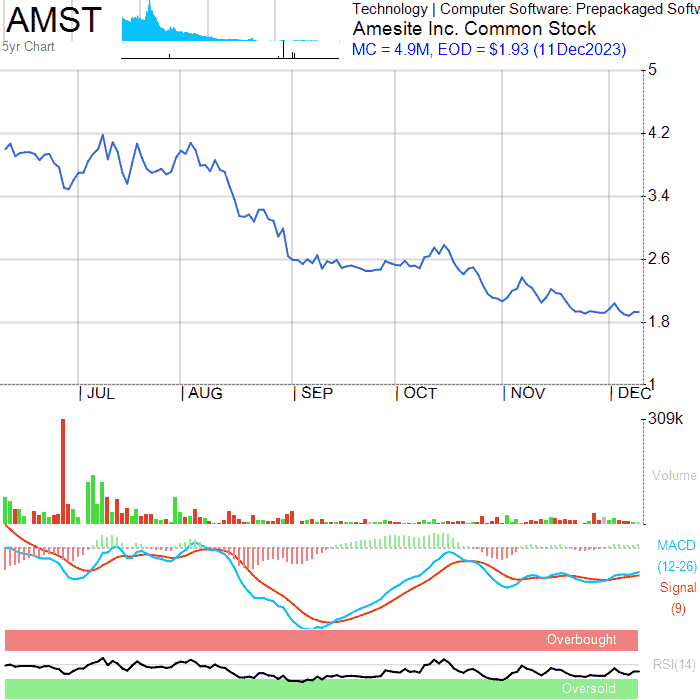 AMST
5yr Chart
Technology | Computer Software: Prepackaged Softw
Amesite Inc. Common Stock
MC = 4.9M, EOD = $1.93 (11Dec2023)
5
4.2
3.4
2.6
1.8
1
JUL
AUG
SEP
OCT
NOV
DEC
309k
Volume
MACD
(12-26)
Signal
(9)
Overbought
RSI(14)
Oversold